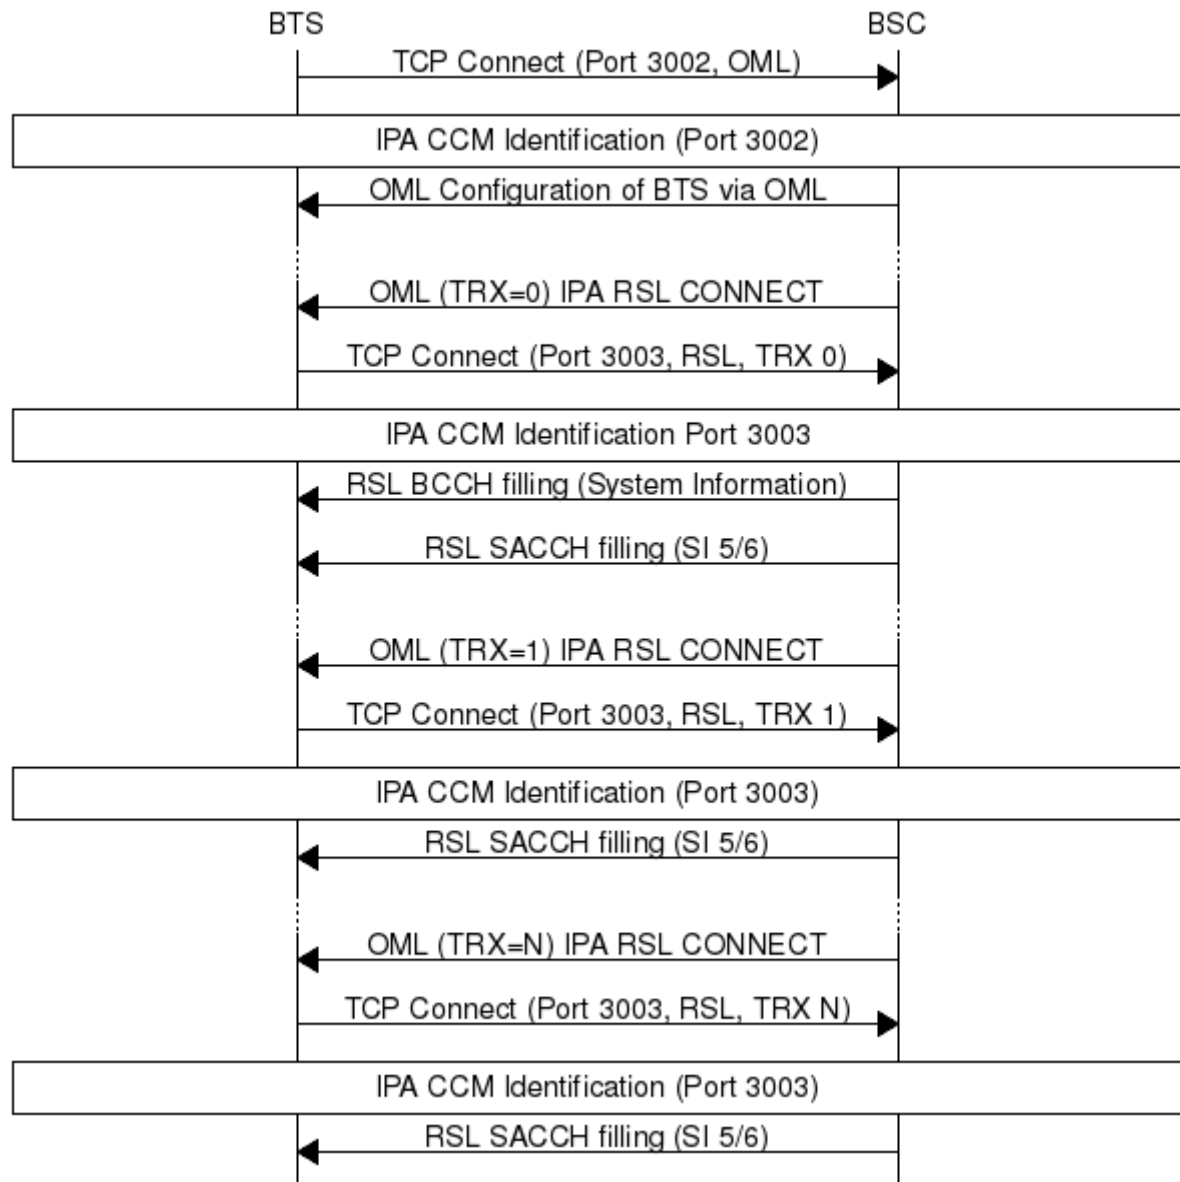 BTS BSC
TCP Connect (Port 3002, OML)
IPA CCM Identification (Port 3002)
OML Configuration of BTS via OML
OML (TRX=0) IPA RSL CONNECT
TCP Connect (Port 3003, RSL, TRX 0)
IPA CCM Identification Port 3003
RSL BCCH filling (System Information)
RSL SACCH filling (SI 5/6)
OML (TRX=1) IPA RSL CONNECT
TCP Connect (Port 3003, RSL, TRX 1)
IPA CCM Identification (Port 3003)
RSL SACCH filling (SI 5/6)
OML (TRX=N) IPA RSL CONNECT
TCP Connect (Port 3003, RSL, TRX N)
IPA CCM Identification (Port 3003)
RSL SACCH filling (SI 5/6)